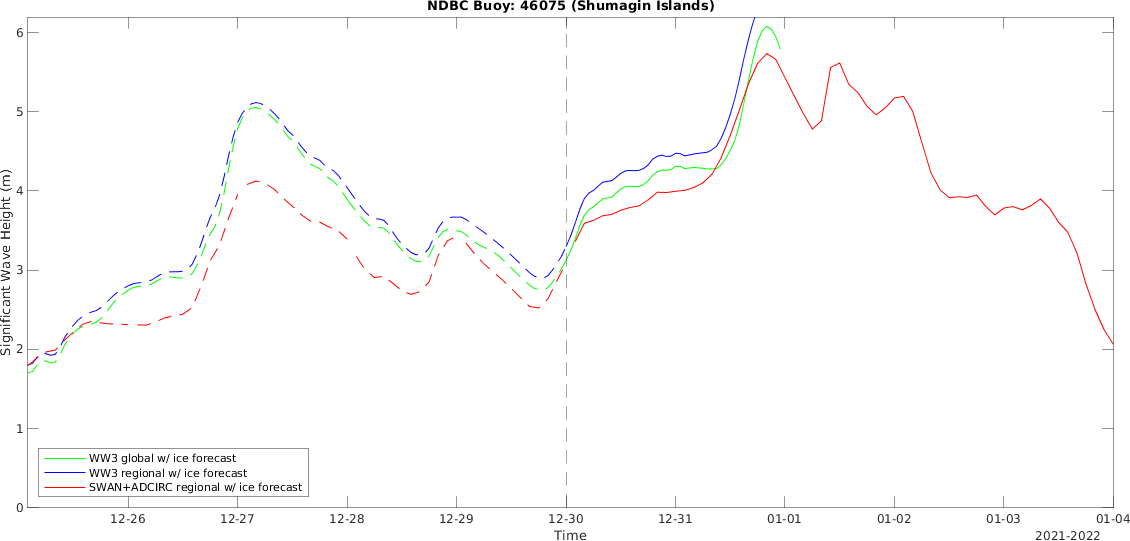 NDBC Buoy: 46075 (Shumagin Islands)
Significant Wave Height (m)
6
5
4
3
2
1
0
WW3 global w/ ice forecast
WW3 regional w/ ice forecast
SWAN+ADCIRC regional w/ ice forecast
12-26 12-27 12-28 12-29 12-30 12-31 01-01 01-02 01-03 01-04
Time
2021-2022